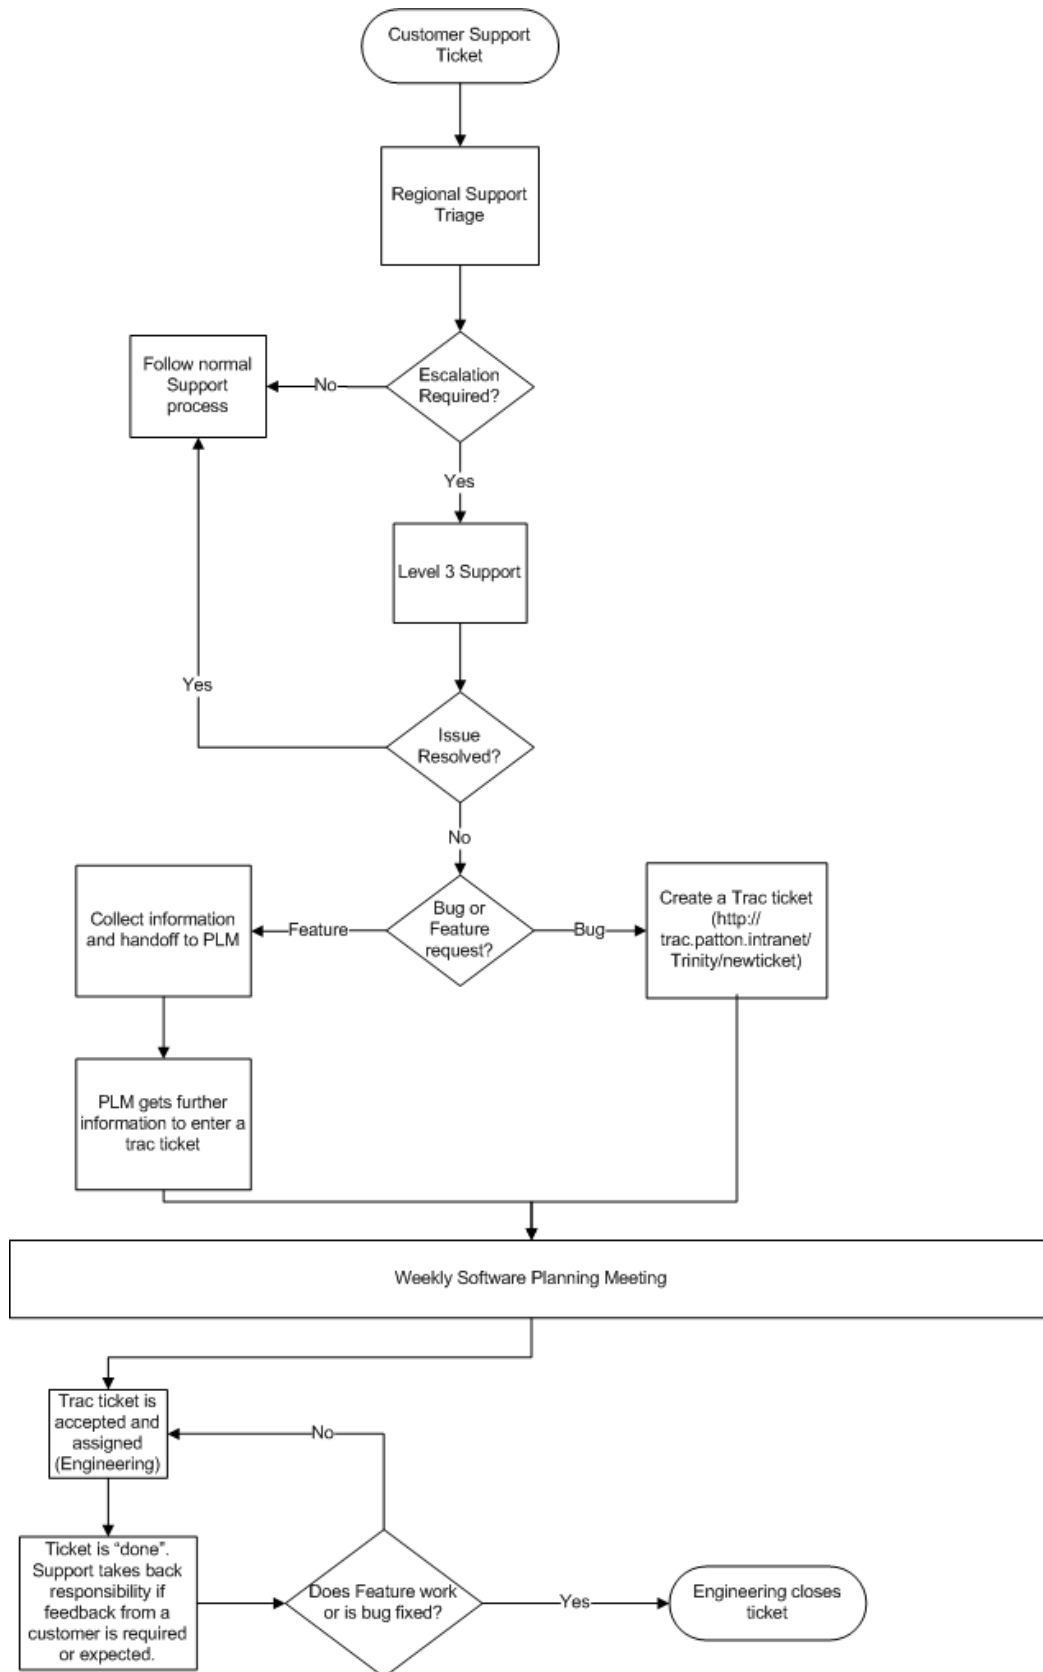 Customer Support
Ticket
Regional Support
Triage
Escalation
Required?
No
Follow normal
Support
process
Yes
Level 3 Support
Yes
Issue
Resolved?
No
Bug or
Feature
request?
Feature
Bug
Collect information
and handoff to PLM
Create a Trac ticket
(http://
trac.patton.intranet/
Trinity/newticket)
PLM gets further
information to enter a
trac ticket
Weekly Software Planning Meeting
Trac ticket is
accepted and
assigned
(Engineering)
No
Ticket is “done”.
Support takes back
responsibility if
feedback from a
customer is required
or expected.
Does Feature work
or is bug fixed?
Yes
Engineering closes
ticket